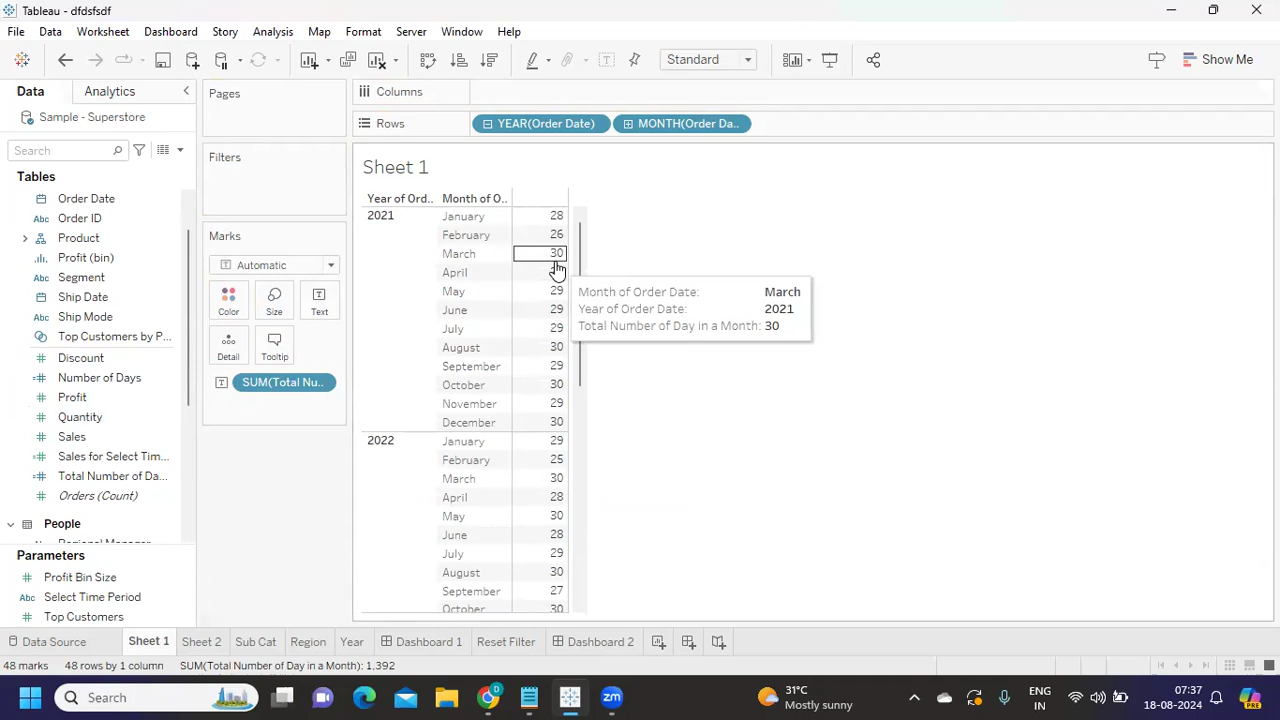 Tableau - dfdsfsdf
File Data Worksheet Dashboard Story Analysis Map Format Server Window Help
Standard
Show Me
Data Analytics
Sample - Superstore
Search
Tables
Order Date
Order ID
Product
Profit (bin)
Segment
Ship Date
Ship Mode
Top Customers by P...
Discount
Number of Days
Profit
Quantity
Sales
Sales for Select Tim...
Total Number of Da...
Orders (Count)
People
Parameters
Profit Bin Size
Select Time Period
Top Customers
Pages
Filters
Marks
Automatic
Color Size Text
Detail Tooltip
SUM(Total Nu..
Columns
Rows YEAR(Order Date) MONTH(Order Da..
Sheet 1
Year of Ord.. Month of O..
2021 January 28
February 26
March 30
April
May 29
June 29
July 29
August 30
September 29
October 30
November 29
December 30
2022 January 29
February 25
March 30
April 28
May 30
June 28
July 29
August 30
September 27
October 30
Month of Order Date: March
Year of Order Date: 2021
Total Number of Day in a Month: 30
Data Source Sheet 1 Sheet 2 Sub Cat Region Year Dashboard 1 Reset Filter Dashboard 2
48 marks 48 rows by 1 column SUM(Total Number of Day in a Month): 1,392
Search
31°C
Mostly sunny
ENG
IN
07:37
18-08-2024